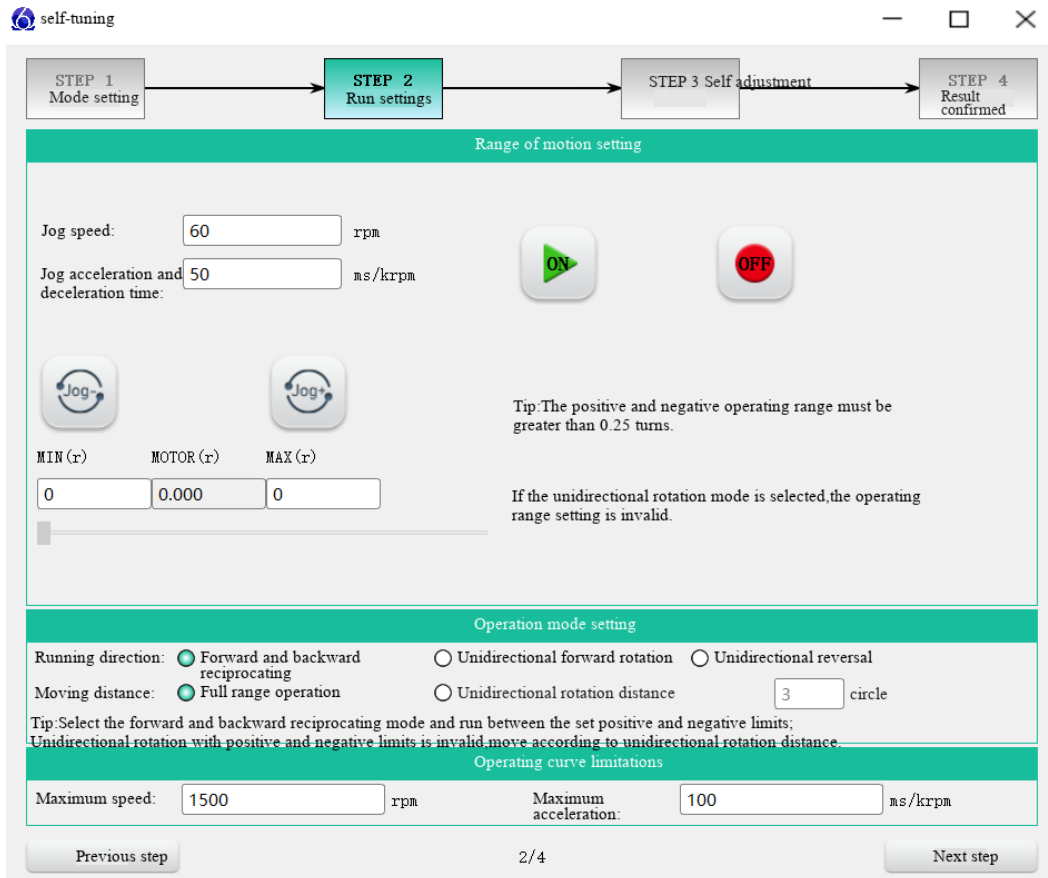 self-tuning
STEP 1
Mode setting
STEP 2
Run settings
STEP 3 Self adjustment
STEP 4
Result
confirmed
Range of motion setting
Jog speed:
60
rpm
Jog acceleration and
deceleration time:
50
ms/krpm
ON
OFF
Jog-
Jog+
Tip:The positive and negative operating range must be
greater than 0.25 turns.
MIN(r)
MOTOR(r)
MAX(r)
0
0.000
0
If the unidirectional rotation mode is selected,the operating
range setting is invalid.
Operation mode setting
Running direction:
Forward and backward
reciprocating
Unidirectional forward rotation
Unidirectional reversal
Moving distance:
Full range operation
Unidirectional rotation distance
3
circle
Tip:Select the forward and backward reciprocating mode and run between the set positive and negative limits;
Unidirectional rotation with positive and negative limits is invalid,move according to unidirectional rotation distance.
Operating curve limitations
Maximum speed:
1500
rpm
Maximum
acceleration:
100
ms/krpm
Previous step
2/4
Next step